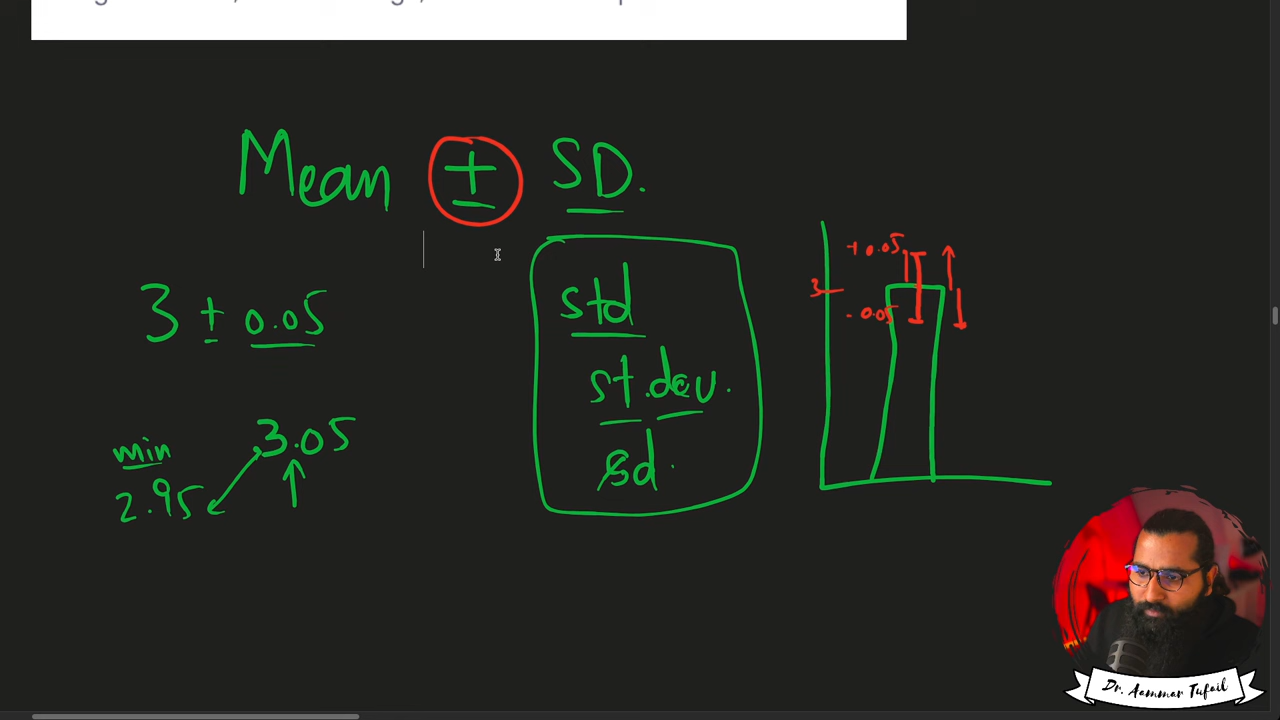 Mean ± SD.
3 ± 0.05
min
2.95
3.05
std
st.dev.
sd.
+0.05
3
-0.05
Dr. Aammar Tufail